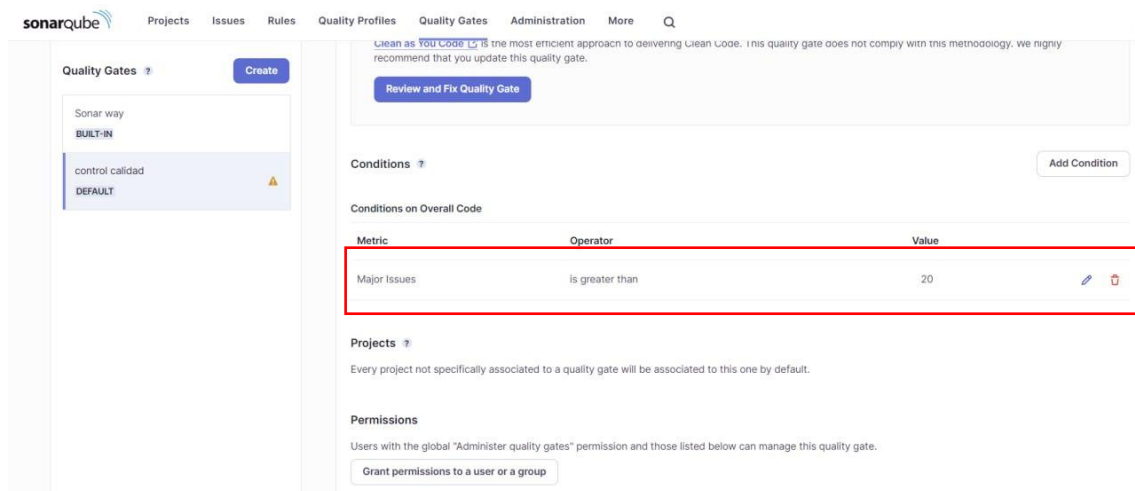 sonarqube Projects Issues Rules Quality Profiles Quality Gates Administration More
Quality Gates ? Create
Sonar way
BUILT-IN
control calidad
DEFAULT
Clean as You Code is the most efficient approach to delivering Clean Code. This quality gate does not comply with this methodology. We highly
recommend that you update this quality gate.
Review and Fix Quality Gate
Conditions ? Add Condition
Conditions on Overall Code
Metric Operator Value
Major Issues is greater than 20
Projects ?
Every project not specifically associated to a quality gate will be associated to this one by default.
Permissions
Users with the global "Administer quality gates" permission and those listed below can manage this quality gate.
Grant permissions to a user or a group